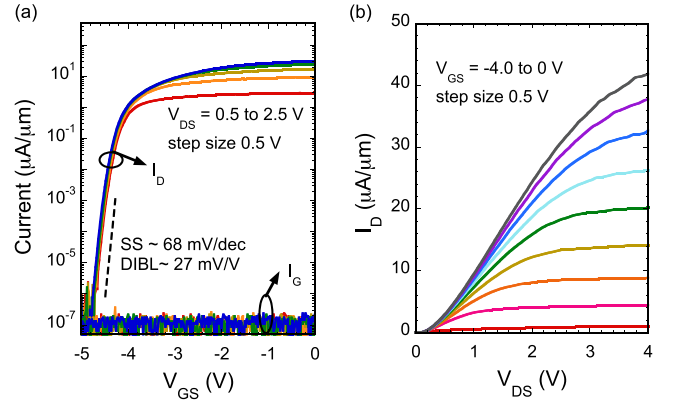 (a)
Current (μA/μm)
10¹
10⁻¹
10⁻³
10⁻⁵
10⁻⁷
V_DS = 0.5 to 2.5 V
step size 0.5 V
I_D
SS ~ 68 mV/dec
DIBL~ 27 mV/V
I_G
-5 -4 -3 -2 -1 0
V_GS (V)
(b)
I_D (μA/μm)
50
40
30
20
10
0
V_GS = -4.0 to 0 V
step size 0.5 V
0 1 2 3 4
V_DS (V)